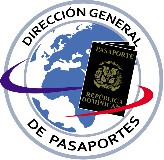 DIRECCIÓN GENERAL
PASAPORTE
REPÚBLICA
DOMINICANA
DE PASAPORTES